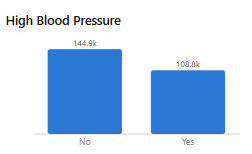 High Blood Pressure
144.9k
108.8k
No Yes